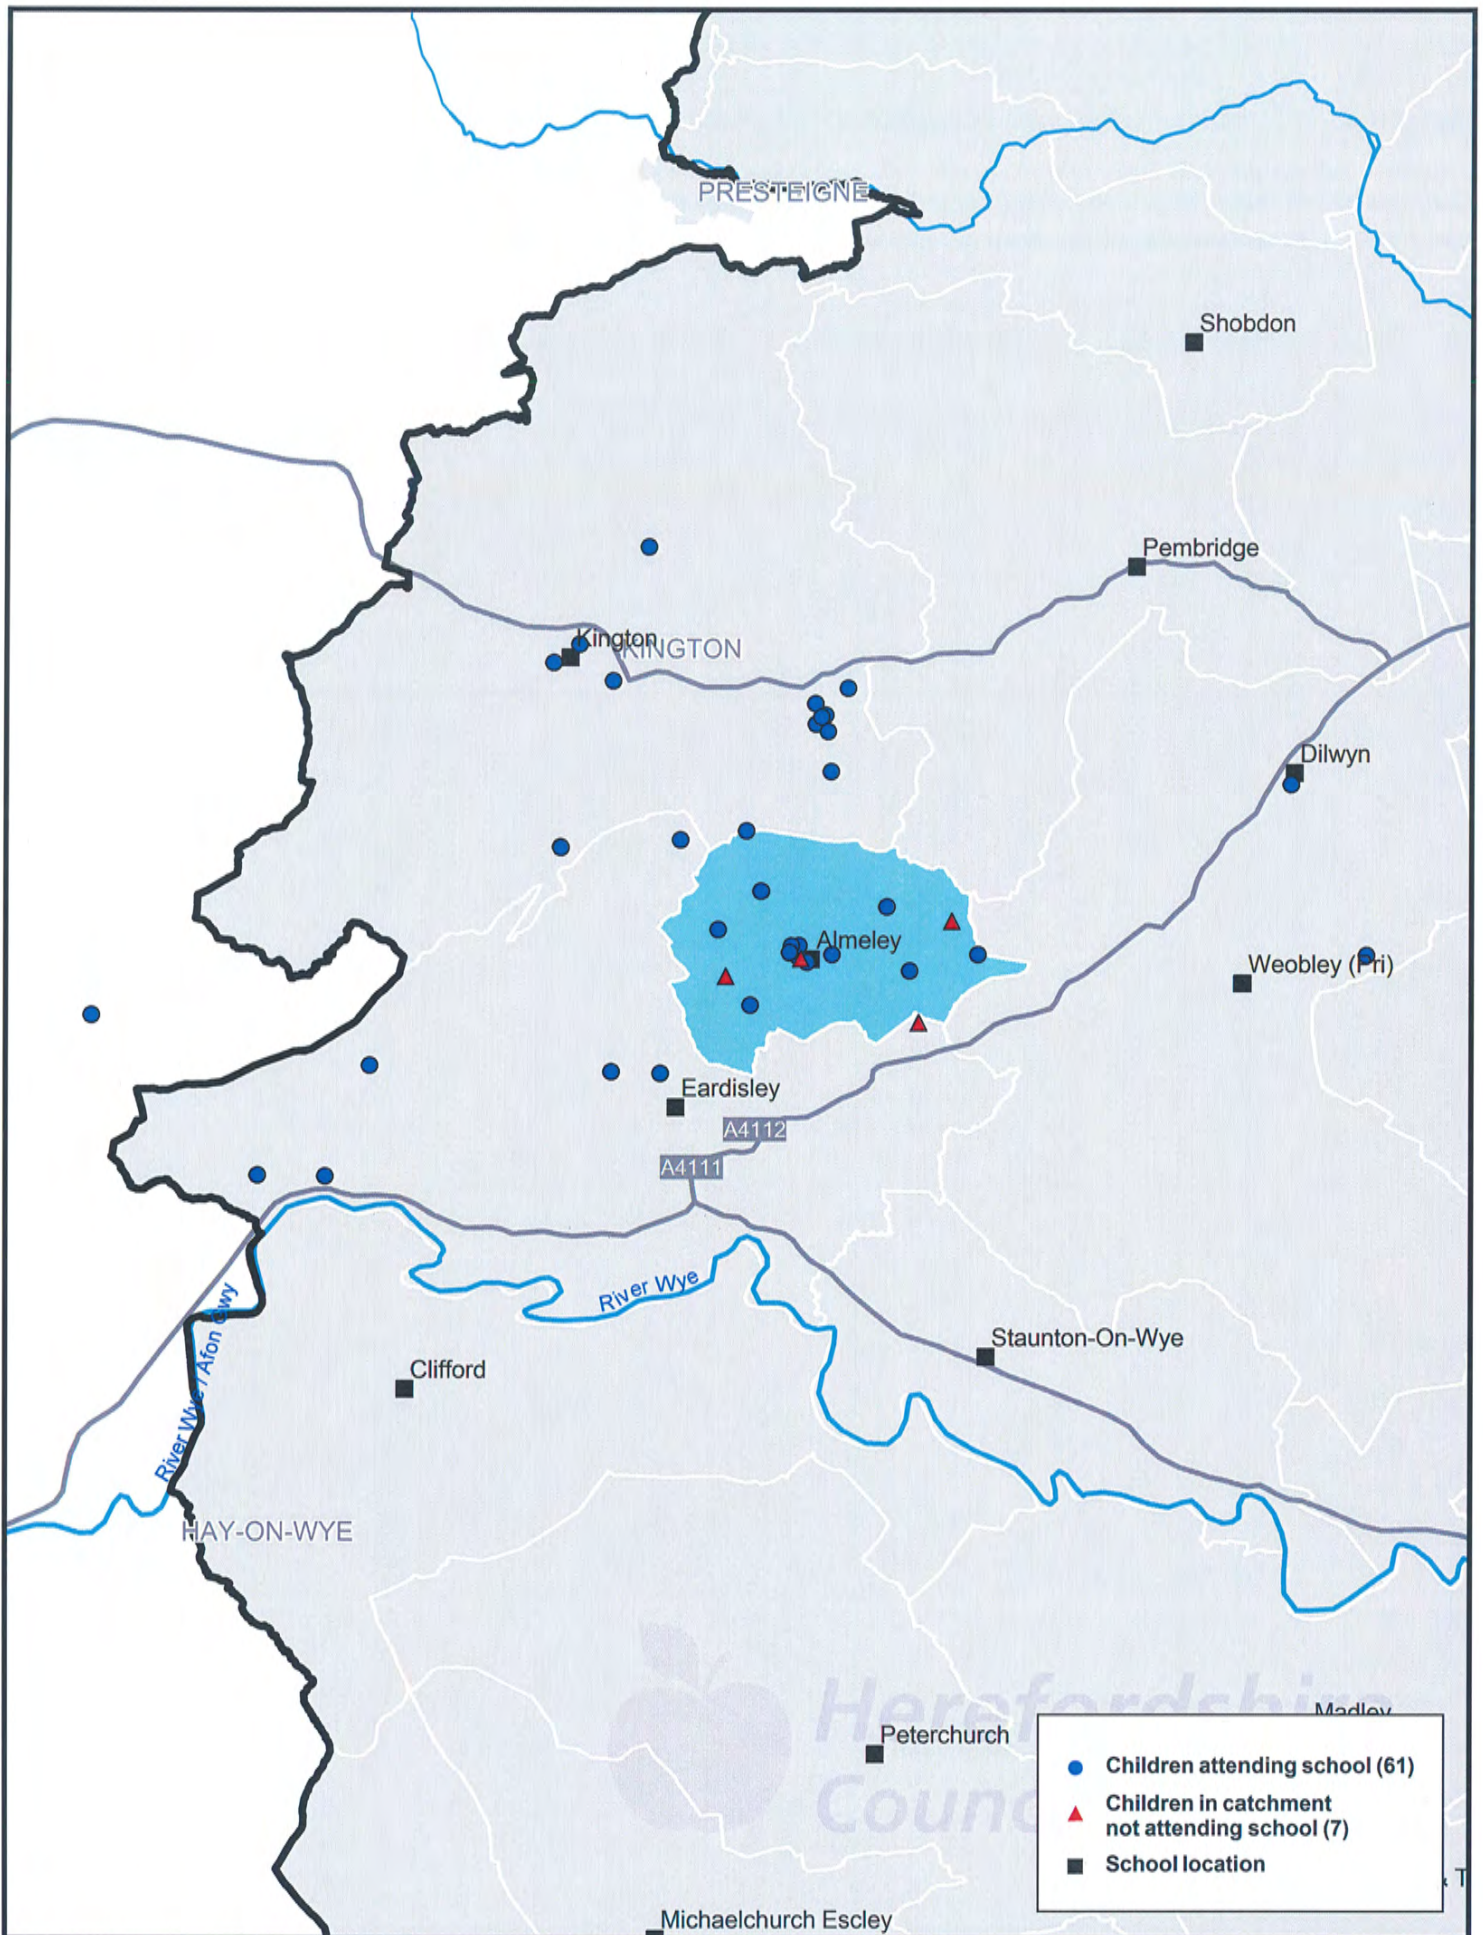 PRESTEIGNE
Shobdon
Pembridge
Kington
KINGTON
Dilwyn
Almeley
Weobley (Pri)
Eardisley
A4112
A4111
River Wye
River Wye / Afon Gwy
Staunton-On-Wye
Clifford
HAY-ON-WYE
Herefordshire
Madley
Peterchurch
Counc
Children attending school (61)
Children in catchment
not attending school (7)
School location
& T
Michaelchurch Escley